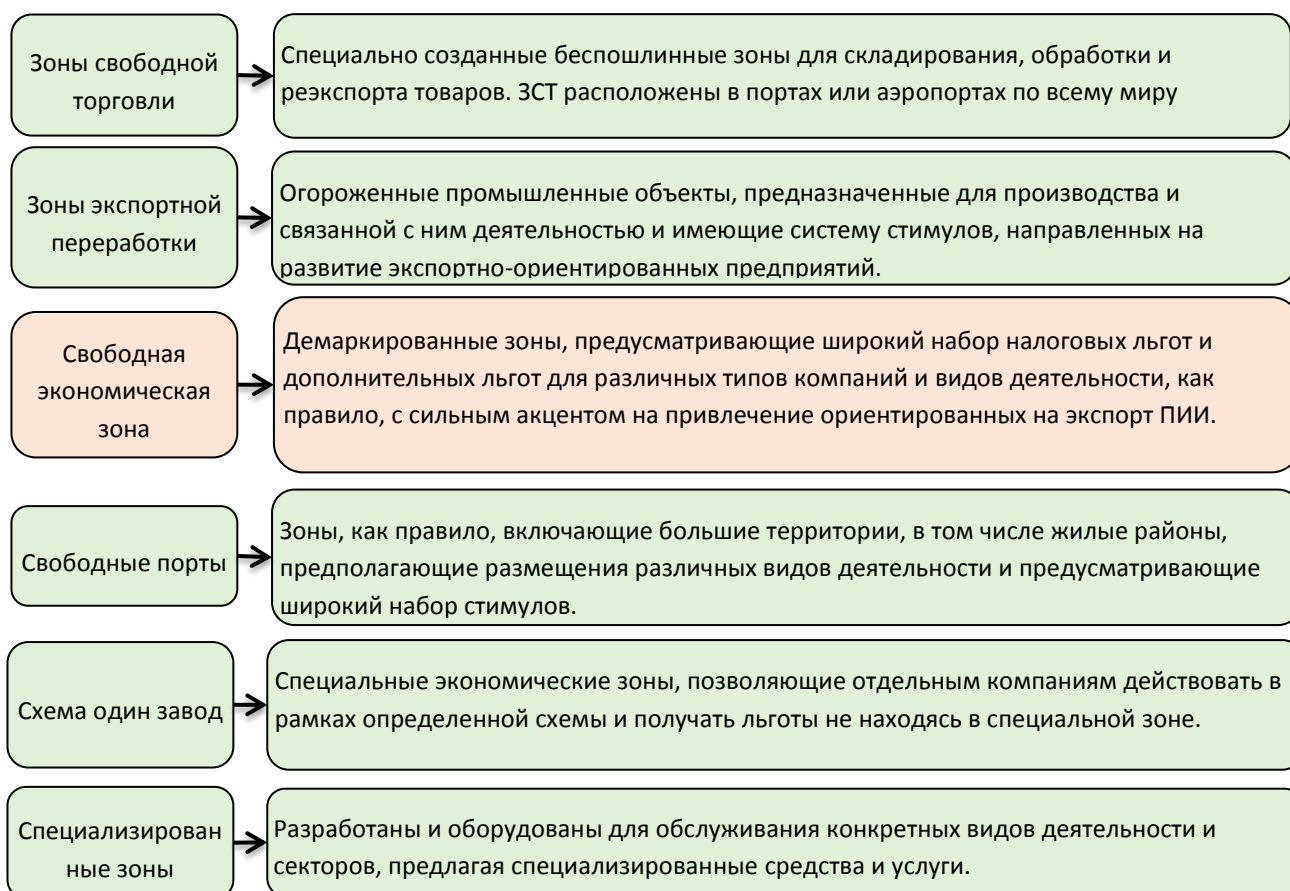 Зоны свободной
торговли
Специально созданные беспошлинные зоны для складирования, обработки и
реэкспорта товаров. ЗСТ расположены в портах или аэропортах по всему миру
Зоны экспортной
переработки
Огороженные промышленные объекты, предназначенные для производства и
связанной с ним деятельностью и имеющие систему стимулов, направленных на
развитие экспортно-ориентированных предприятий.
Свободная
экономическая
зона
Демаркированные зоны, предусматривающие широкий набор налоговых льгот и
дополнительных льгот для различных типов компаний и видов деятельности, как
правило, с сильным акцентом на привлечение ориентированных на экспорт ПИИ.
Свободные порты
Зоны, как правило, включающие большие территории, в том числе жилые районы,
предполагающие размещения различных видов деятельности и предусматривающие
широкий набор стимулов.
Схема один завод
Специальные экономические зоны, позволяющие отдельным компаниям действовать в
рамках определенной схемы и получать льготы не находясь в специальной зоне.
Специализирован
ные зоны
Разработаны и оборудованы для обслуживания конкретных видов деятельности и
секторов, предлагая специализированные средства и услуги.